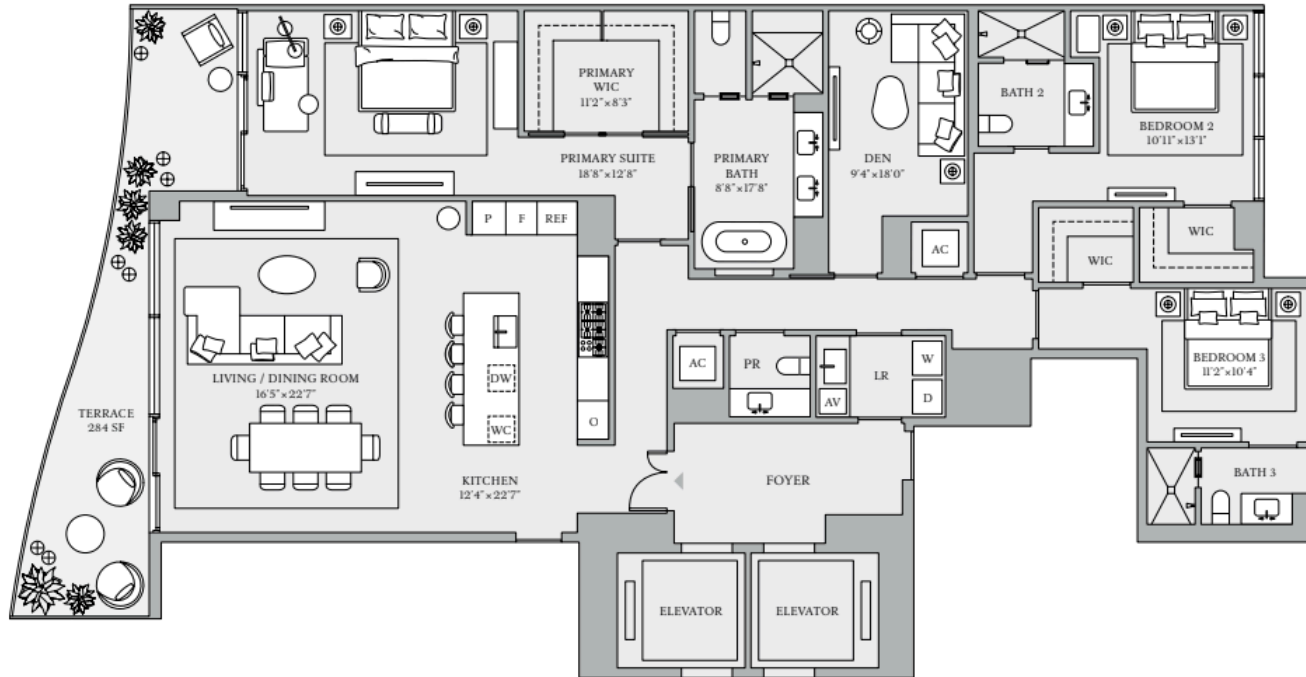 PRIMARY
WIC
11'2"×8'3"
PRIMARY SUITE
18'8"×12'8"
PRIMARY
BATH
8'8"×17'8"
DEN
9'4"×18'0"
BATH 2
BEDROOM 2
10'11"×13'1"
P
F
REF
AC
WIC
WIC
LIVING / DINING ROOM
16'5"×22'7"
TERRACE
284 SF
DW
WC
O
KITCHEN
12'4"×22'7"
AC
PR
AV
LR
W
D
BEDROOM 3
11'2"×10'4"
BATH 3
FOYER
ELEVATOR
ELEVATOR